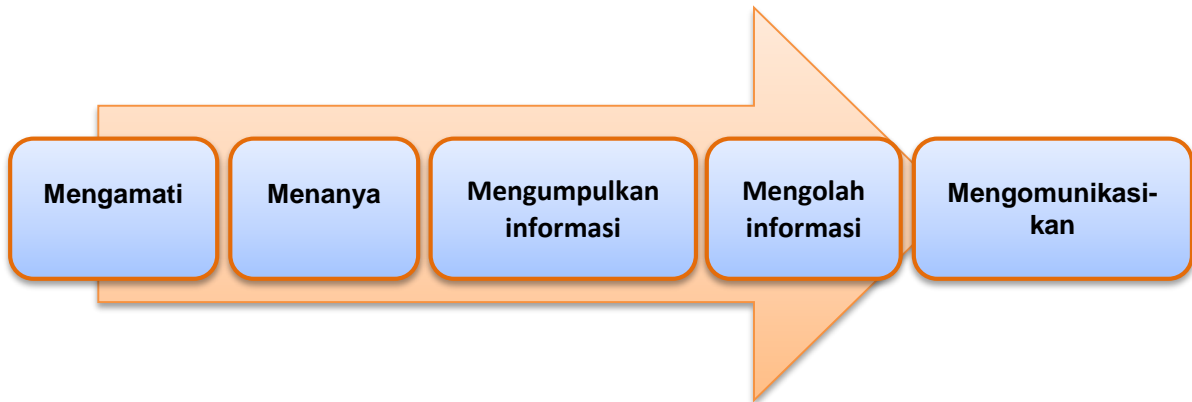 Mengamati
Menanya
Mengumpulkan
informasi
Mengolah
informasi
Mengomunikasi-
kan